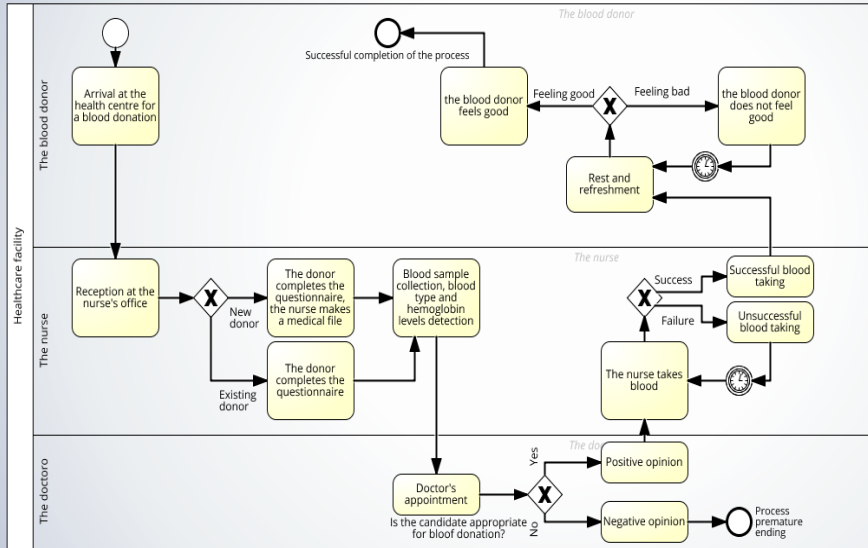 The blood donor
Successful completion of the process
Healthcare facility
The blood donor
Arrival at the
health centre for
a blood donation
the blood donor
feels good
Feeling good
Feeling bad
the blood donor
does not feel
good
Rest and
refreshment
The nurse
The nurse
Reception at the
nurse's office
New
donor
Existing
donor
The donor
completes the
questionnaire,
the nurse makes
a medical file
The donor
completes the
questionnaire
Blood sample
collection, blood
type and
hemoglobin
levels detection
Success
Failure
Successful blood
taking
Unsuccessful
blood taking
The nurse takes
blood
The doctoro
The do
Doctor's
appointment
Is the candidate appropriate
for bloof donation?
Yes
No
Positive opinion
Negative opinion
Process
premature
ending